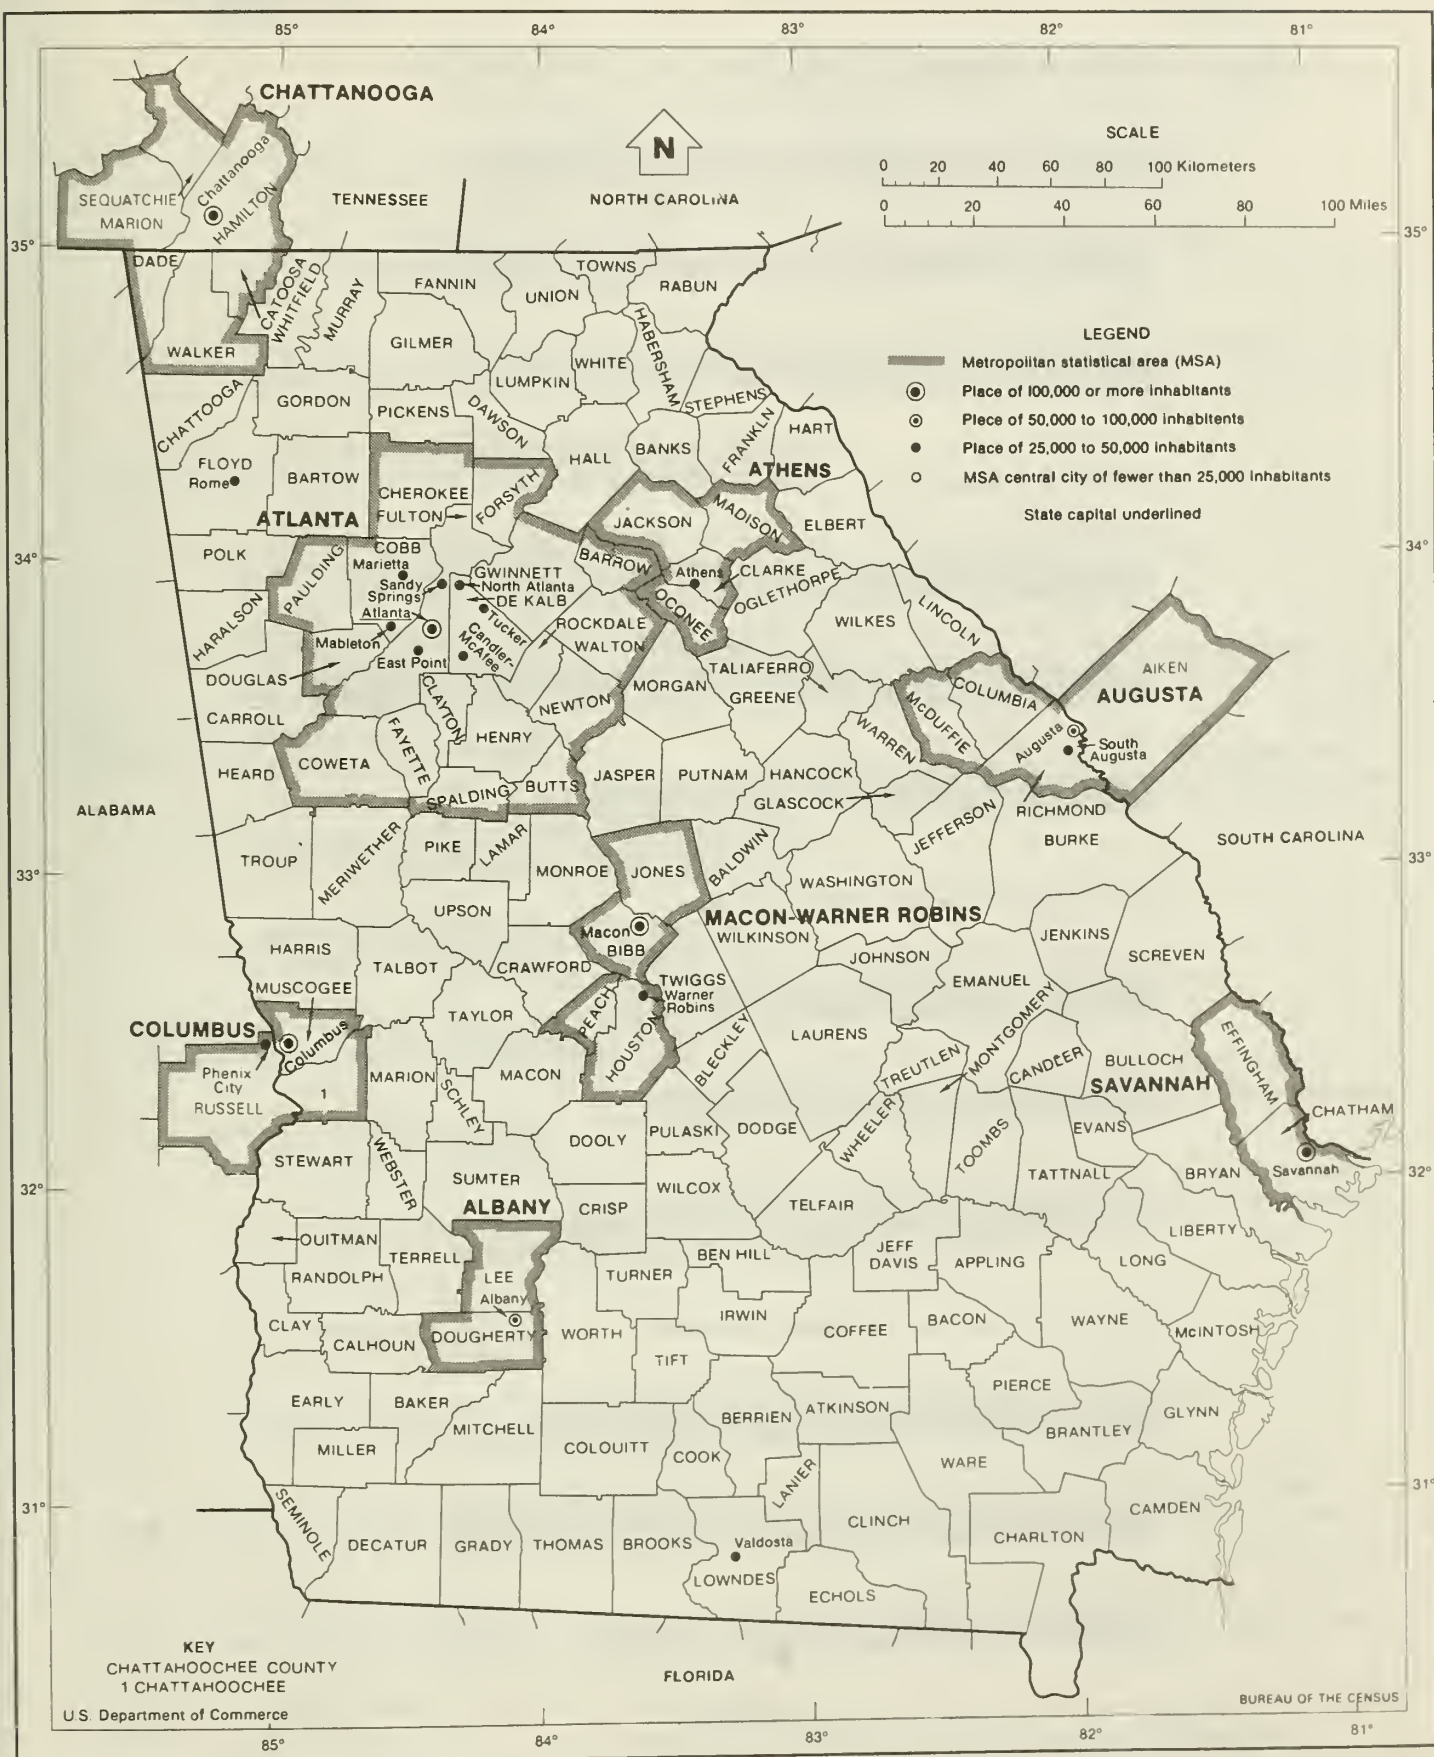 85°
84°
83°
82°
81°
CHATTANOOGA
N
SCALE
0 20 40 60 80 100 Kilometers
0 20 40 60 80 100 Miles
Chattanooga
SEQUATCHIE
MARION
HAMILTON
TENNESSEE
NORTH CAROLINA
35°
35°
DADE
CATOOSA
WHITFIELD
MURRAY
FANNIN
UNION
TOWNS
RABUN
WALKER
GILMER
LUMPKIN
WHITE
HABERSHAM
STEPHENS
LEGEND
Metropolitan statistical area (MSA)
Place of 100,000 or more inhabitants
Place of 50,000 to 100,000 inhabitents
Place of 25,000 to 50,000 inhabitants
MSA central city of fewer than 25,000 inhabitants
State capital underlined
CHATTOOGA
GORDON
PICKENS
DAWSON
HALL
BANKS
FRANKLN
HART
FLOYD
Rome
BARTOW
CHEROKEE
FULTON
FORSYTH
ATHENS
ATLANTA
JACKSON
MADISON
ELBERT
34°
34°
POLK
PAULDING
COBB
Marietta
Sandy
Springs
Atlanta
GWINNETT
North Atlanta
DE KALB
BARROW
Athens
CLARKE
OCONEE
OGLETHORPE
HARALSON
Mableton
Tucker
Candler-
McAfee
East Point
ROCKDALE
WALTON
WILKES
LINCOLN
DOUGLAS
CARROLL
CLAYTON
NEWTON
MORGAN
TALIAFERRO
GREENE
COLUMBIA
McDUFFIE
AIKEN
AUGUSTA
HEARD
COWETA
FAYETTE
HENRY
SPALDING
BUTTS
JASPER
PUTNAM
HANCOCK
WARREN
GLASCOCK
Augusta
South
Augusta
RICHMOND
BURKE
JEFFERSON
ALABAMA
SOUTH CAROLINA
33°
33°
TROUP
MERIWETHER
PIKE
LAMAR
MONROE
JONES
BALDWIN
WASHINGTON
UPSON
MACON-WARNER ROBINS
Macon
BIBB
WILKINSON
JENKINS
SCREVEN
HARRIS
TALBOT
CRAWFORD
TWIGGS
Warner
Robins
JOHNSON
EMANUEL
MUSCOGEE
COLUMBUS
Columbus
TAYLOR
PEACH
HOUSTON
BLECKLEY
LAURENS
MONTGOMERY
TREUTLEN
CANDLER
BULLOCH
SAVANNAH
EFFINGHAM
Phenix
City
RUSSELL
1
MARION
SCHLEY
MACON
DOOLY
PULASKI
DODGE
WHEELER
TOOMBS
EVANS
CHATHAM
Savannah
STEWART
WEBSTER
SUMTER
ALBANY
CRISP
WILCOX
TELFAIR
TATTNALL
BRYAN
32°
32°
QUITMAN
RANDOLPH
TERRELL
LEE
Albany
TURNER
BEN HILL
JEFF
DAVIS
APPLING
LONG
LIBERTY
CLAY
CALHOUN
DOUGHERTY
WORTH
IRWIN
COFFEE
BACON
WAYNE
McINTOSH
TIFT
EARLY
BAKER
MITCHELL
BERRIEN
ATKINSON
PIERCE
BRANTLEY
GLYNN
MILLER
COLQUITT
COOK
LANIER
WARE
31°
31°
SEMINOLE
DECATUR
GRADY
THOMAS
BROOKS
Valdosta
LOWNDES
ECHOLS
CLINCH
CHARLTON
CAMDEN
KEY
CHATTAHOOCHEE COUNTY
1 CHATTAHOOCHEE
U.S. Department of Commerce
FLORIDA
BUREAU OF THE CENSUS
85°
84°
83°
82°
81°